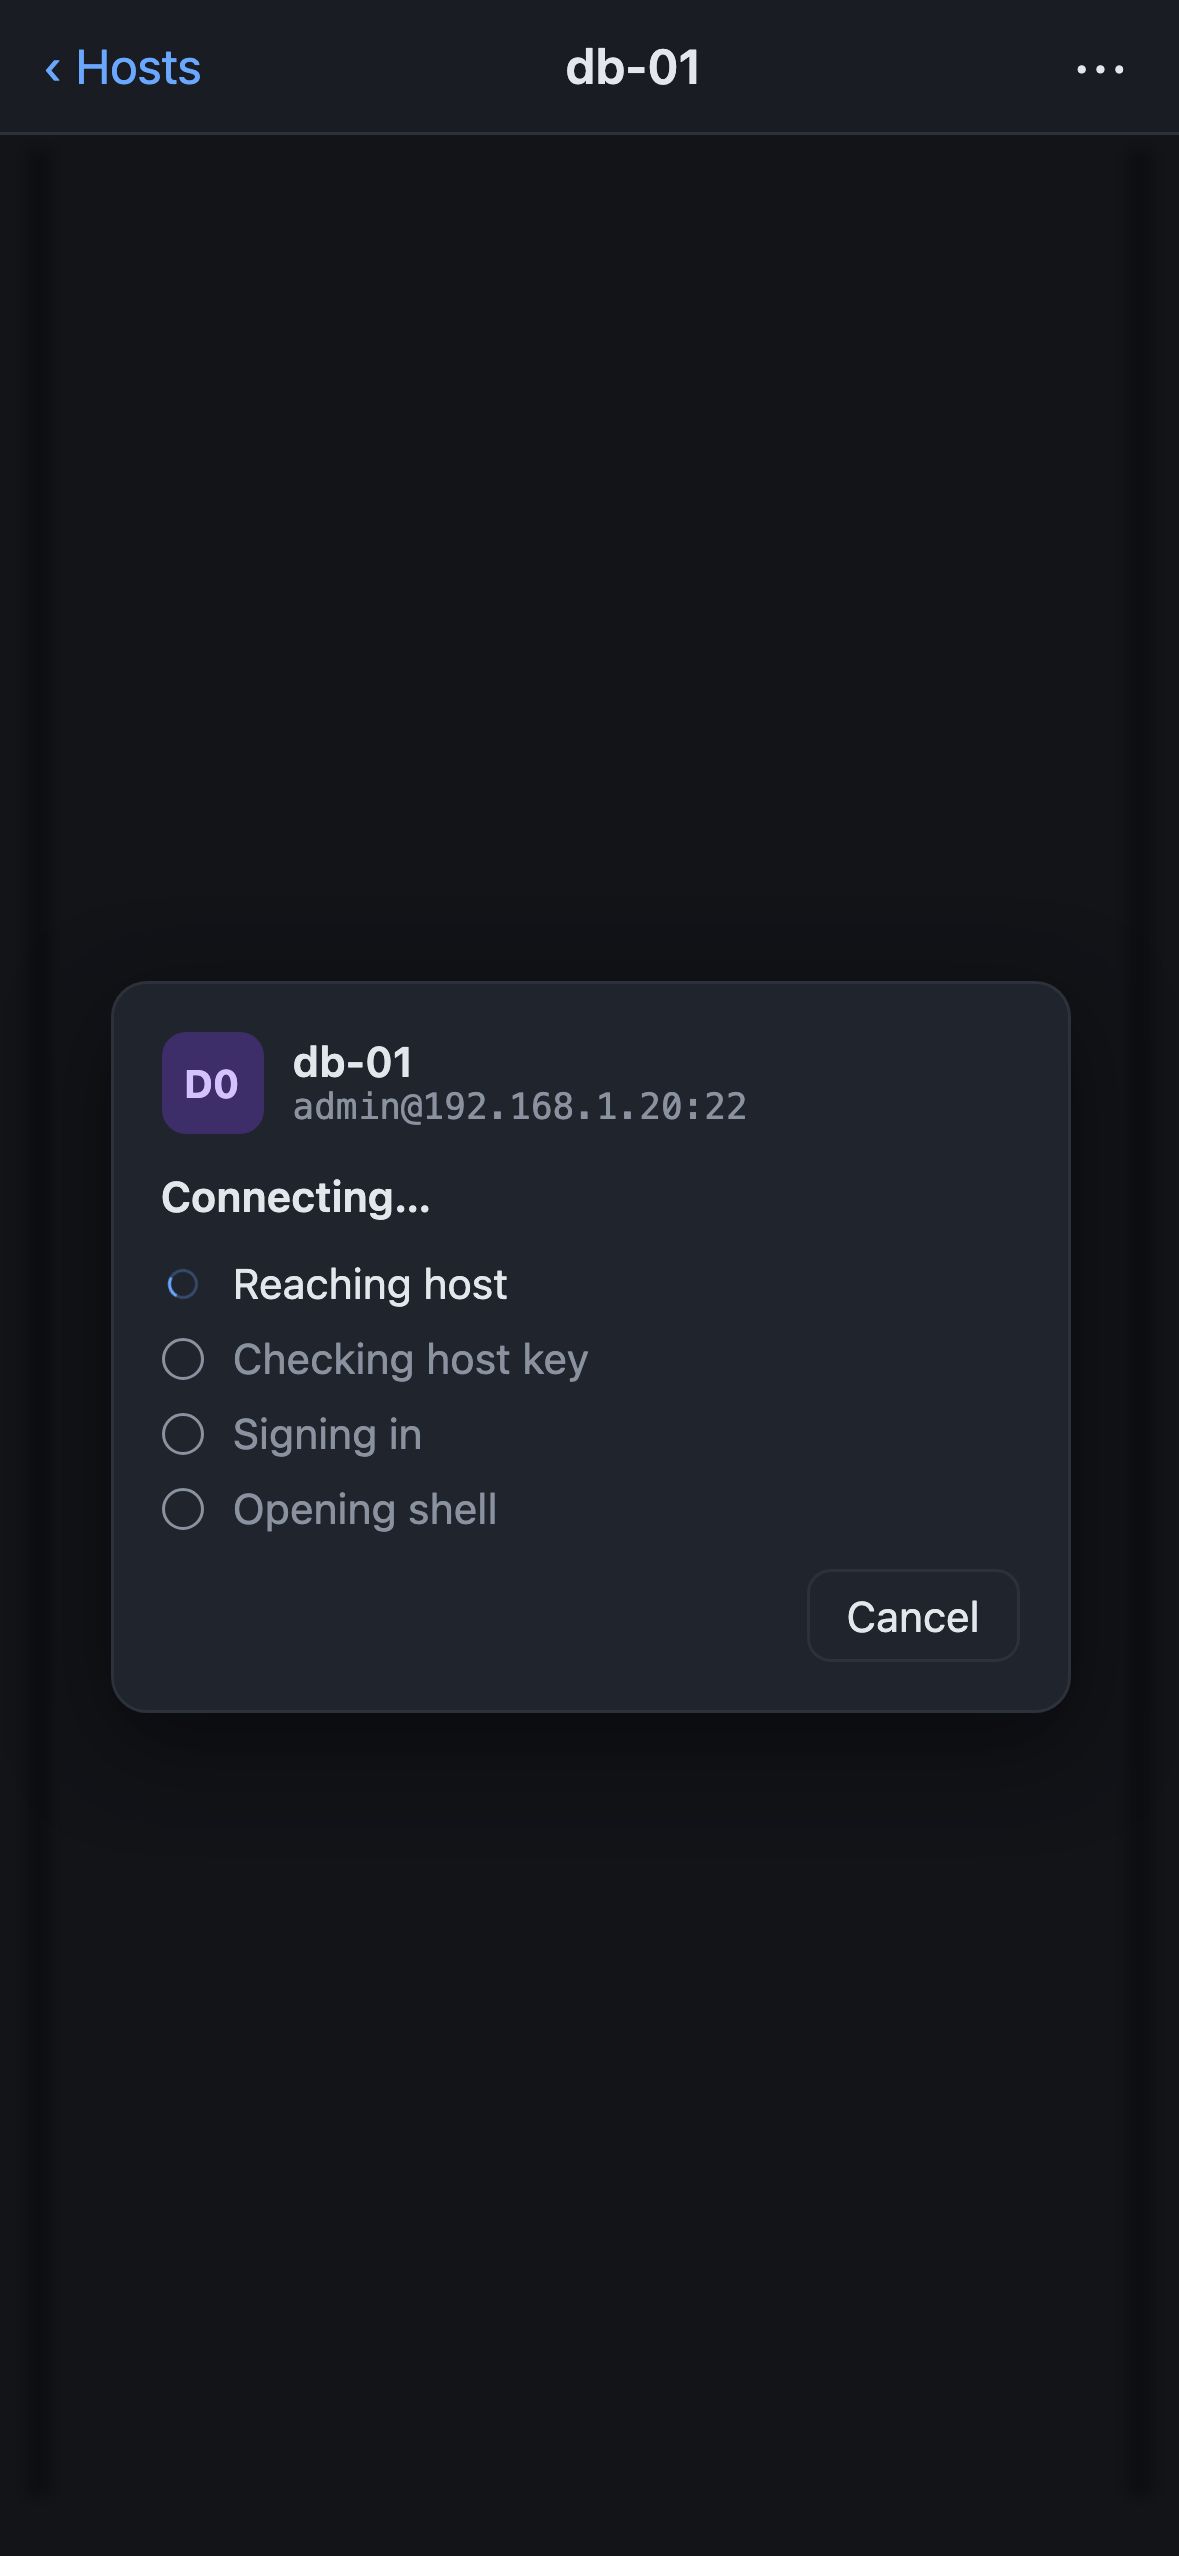 ‹ Hosts
db-01
...
D0
db-01
admin@192.168.1.20:22
Connecting...
Reaching host
Checking host key
Signing in
Opening shell
Cancel